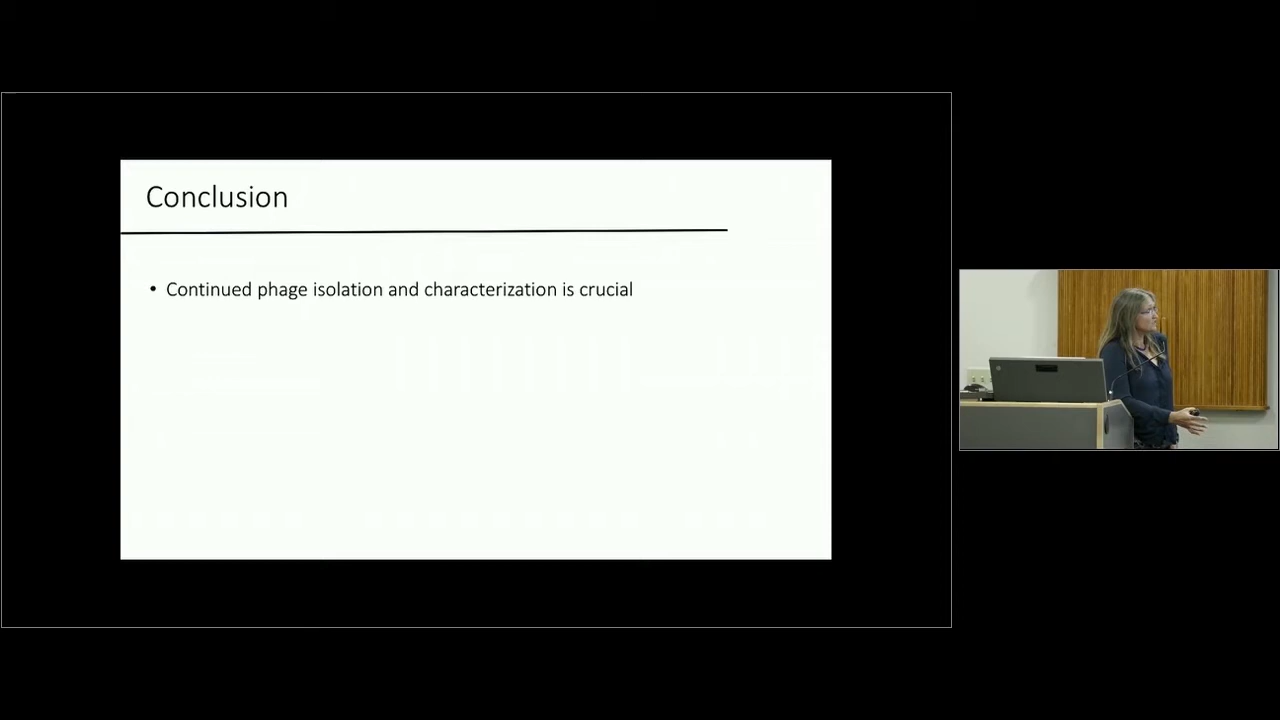 Conclusion
• Continued phage isolation and characterization is crucial